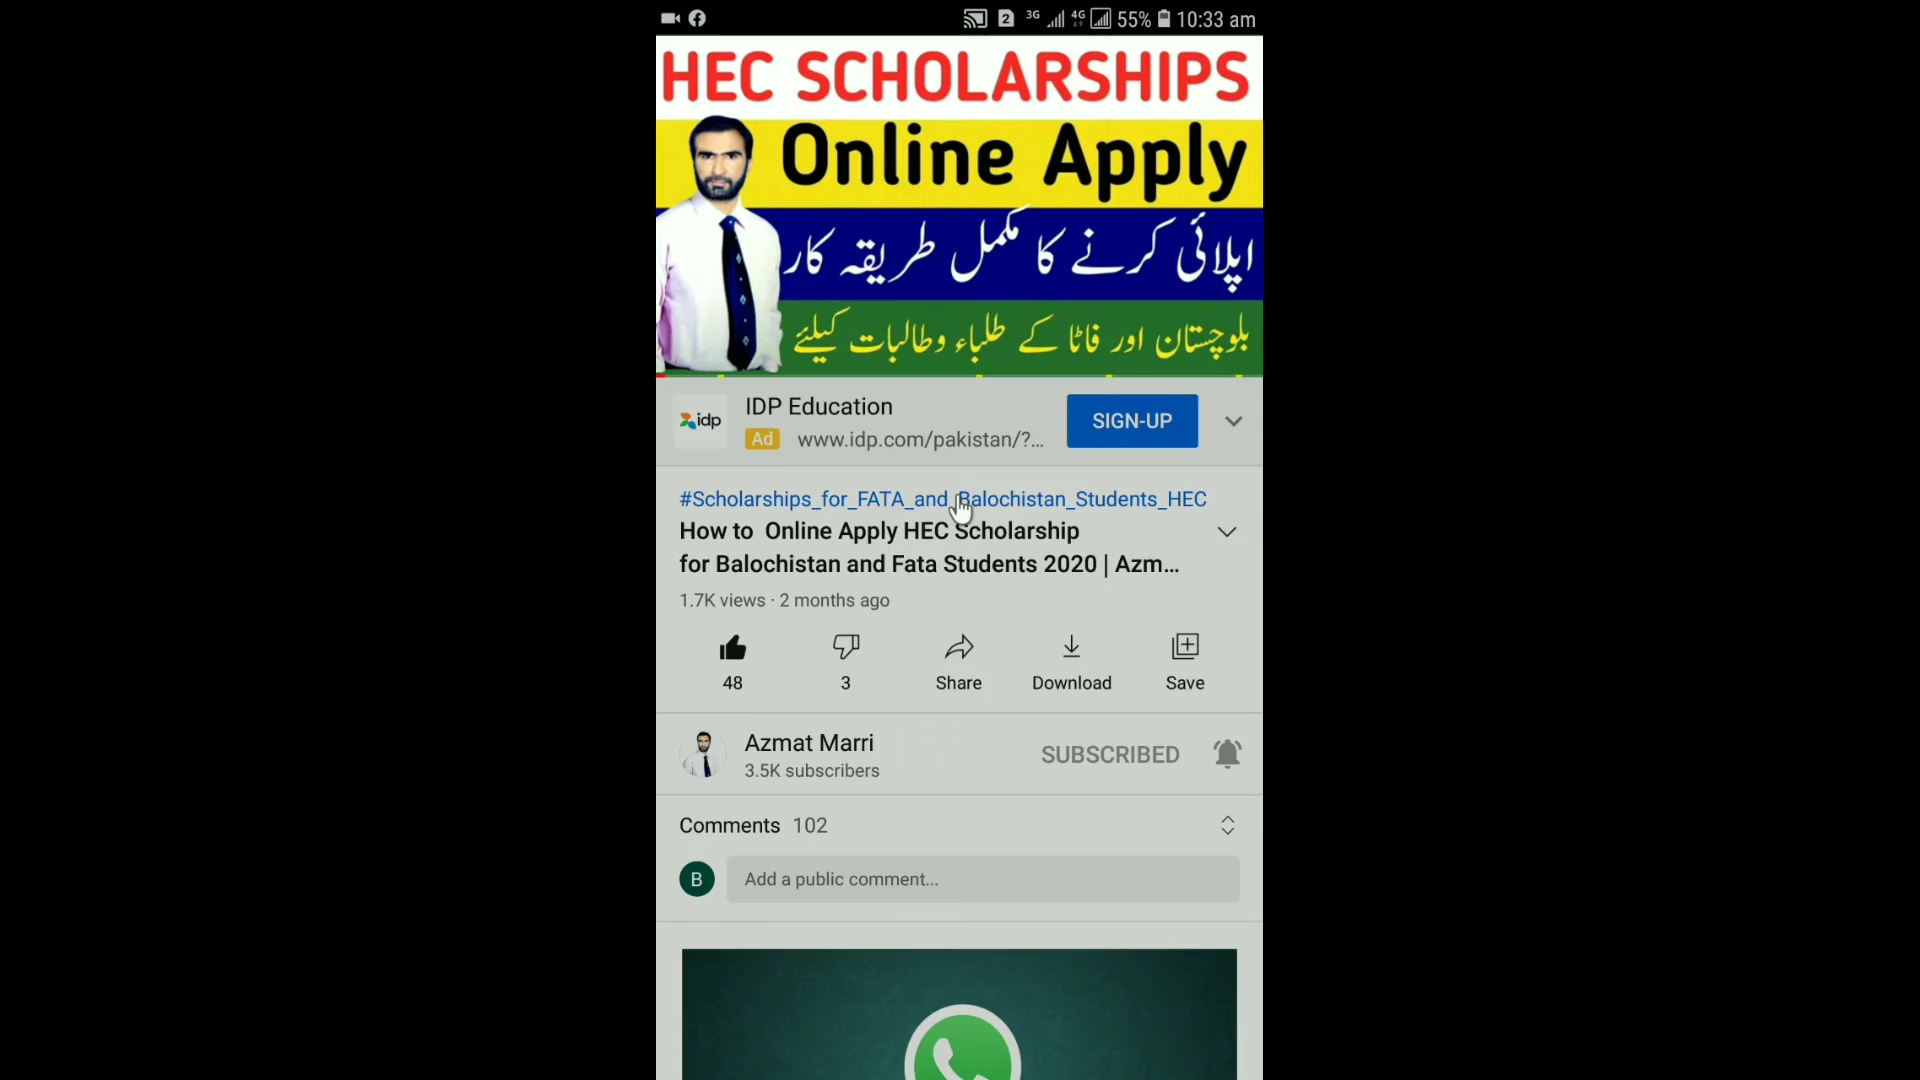 2 3G 4G 55% 10:33 am
HEC SCHOLARSHIPS
Online Apply
اپلائی کرنے کا مکمل طریقہ کار
بلوچستان اور فاٹا کے طلباء وطالبات کیلئے
idp
IDP Education
SIGN-UP
Ad www.idp.com/pakistan/?...
#Scholarships_for_FATA_and_Balochistan_Students_HEC
How to Online Apply HEC Scholarship
for Balochistan and Fata Students 2020 | Azm...
1.7K views · 2 months ago
48 3 Share Download Save
Azmat Marri
3.5K subscribers
SUBSCRIBED
Comments 102
B Add a public comment...